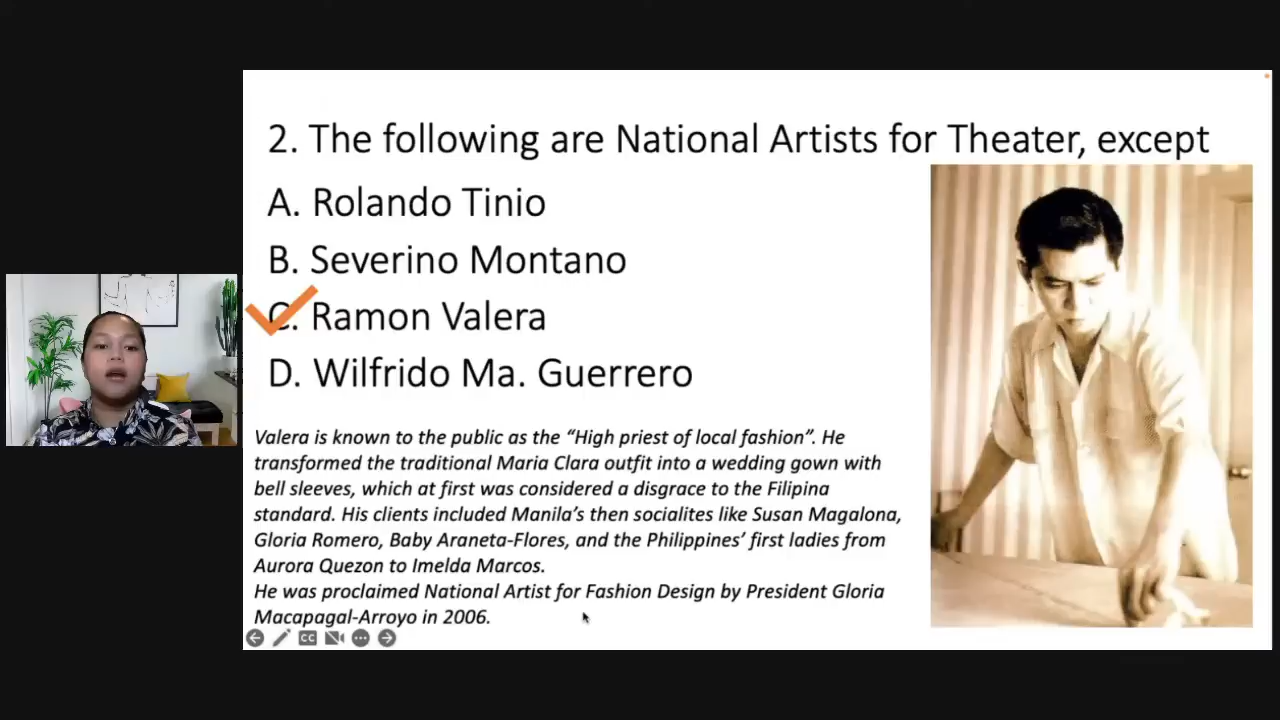 2. The following are National Artists for Theater, except
A. Rolando Tinio
B. Severino Montano
C. Ramon Valera
D. Wilfrido Ma. Guerrero
Valera is known to the public as the “High priest of local fashion”. He
transformed the traditional Maria Clara outfit into a wedding gown with
bell sleeves, which at first was considered a disgrace to the Filipina
standard. His clients included Manila’s then socialites like Susan Magalona,
Gloria Romero, Baby Araneta-Flores, and the Philippines’ first ladies from
Aurora Quezon to Imelda Marcos.
He was proclaimed National Artist for Fashion Design by President Gloria
Macapagal-Arroyo in 2006.
CC